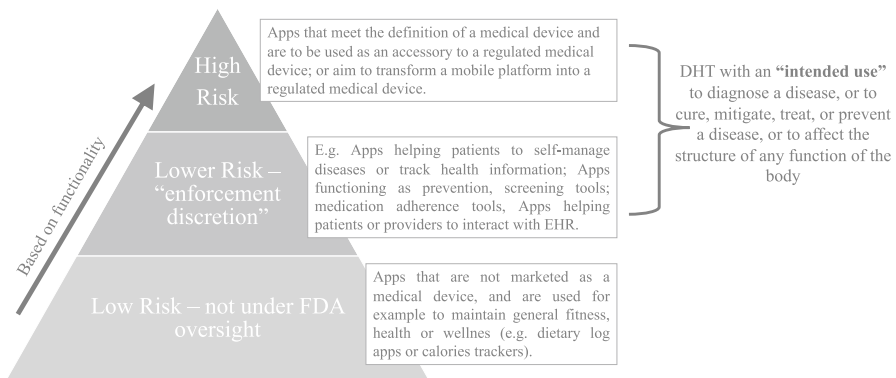 High
Risk
Apps that meet the definition of a medical device and
are to be used as an accessory to a regulated medical
device; or aim to transform a mobile platform into a
regulated medical device.
DHT with an “intended use”
to diagnose a disease, or to
cure, mitigate, treat, or prevent
a disease, or to affect the
structure of any function of the
body
Based on functionality
Lower Risk –
“enforcement
discretion”
E.g. Apps helping patients to self-manage
diseases or track health information; Apps
functioning as prevention, screening tools;
medication adherence tools, Apps helping
patients or providers to interact with EHR.
Low Risk – not under FDA
oversight
Apps that are not marketed as a
medical device, and are used for
example to maintain general fitness,
health or wellnes (e.g. dietary log
apps or calories trackers).